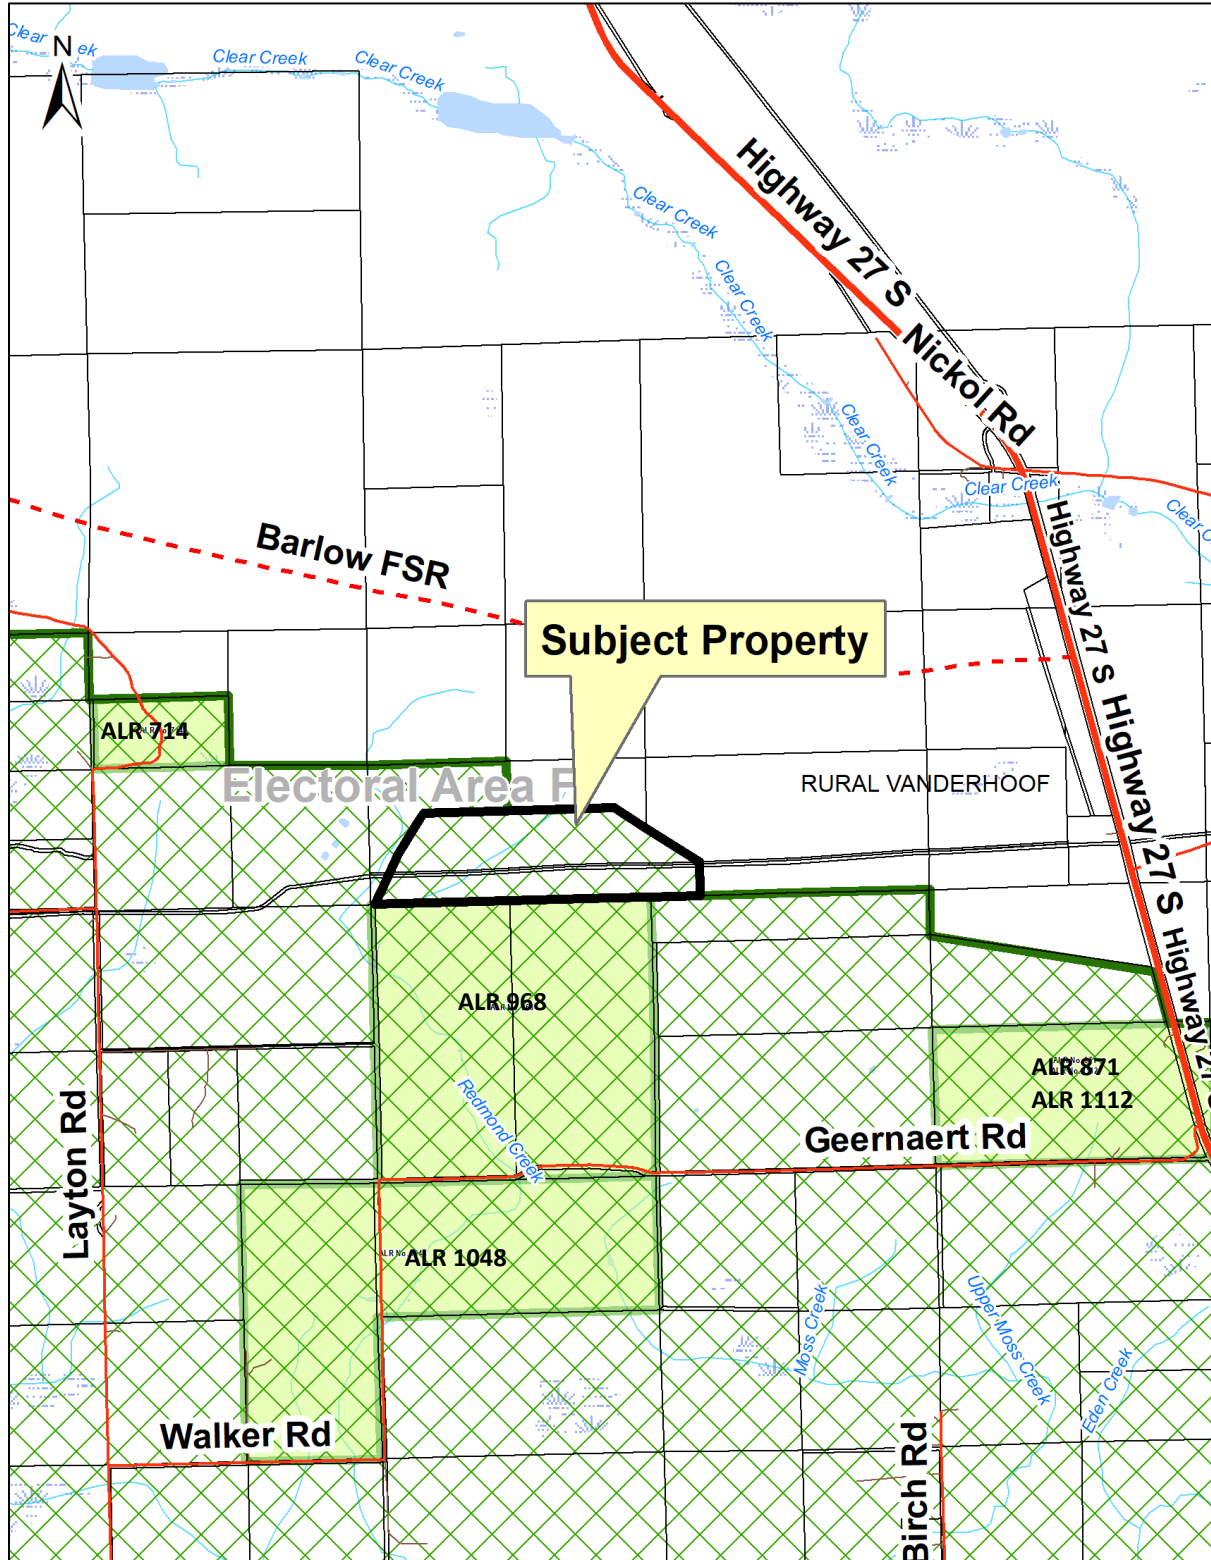 Clear
ek
N
Clear Creek
Clear Creek
Highway 27 S
Clear Creek
Clear Creek
Nickol Rd
Clear Creek
Clear Creek
Clear C
Highway 27 S
Barlow FSR
Subject Property
ALR 714
Highway 27 S
Electoral Area F
RURAL VANDERHOOF
Highway 27
ALR 968
ALR 871
ALR 1112
Redmond Creek
Geernaert Rd
Layton Rd
ALR No
ALR 1048
Moss Creek
Upper Moss Creek
Eden Creek
Walker Rd
Birch Rd